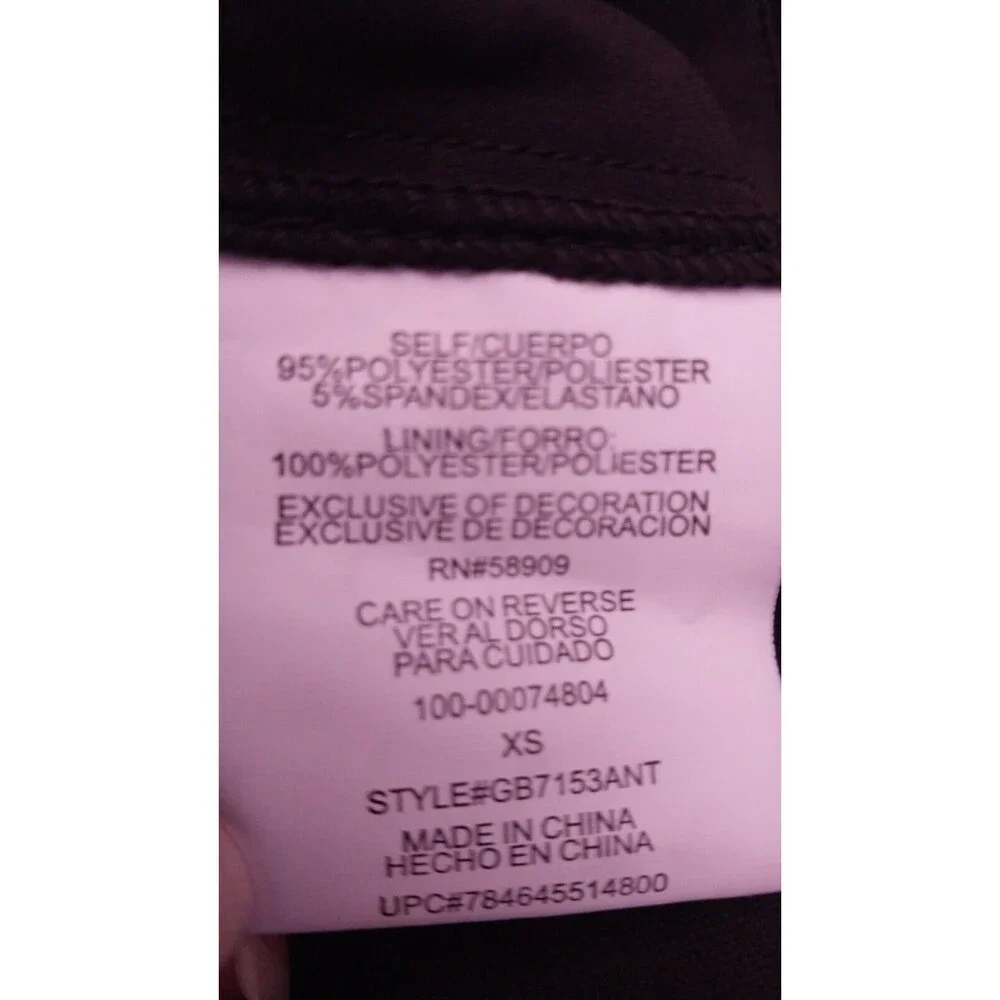 SELF/CUERPO
95%POLYESTER/POLIESTER
5%SPANDEX/ELASTANO
LINING/FORRO:
100%POLYESTER/POLIESTER
EXCLUSIVE OF DECORATION
EXCLUSIVE DE DECORACION
RN#58909
CARE ON REVERSE
VER AL DORSO
PARA CUIDADO
100-00074804
XS
STYLE#GB7153ANT
MADE IN CHINA
HECHO EN CHINA
UPC#784645514800